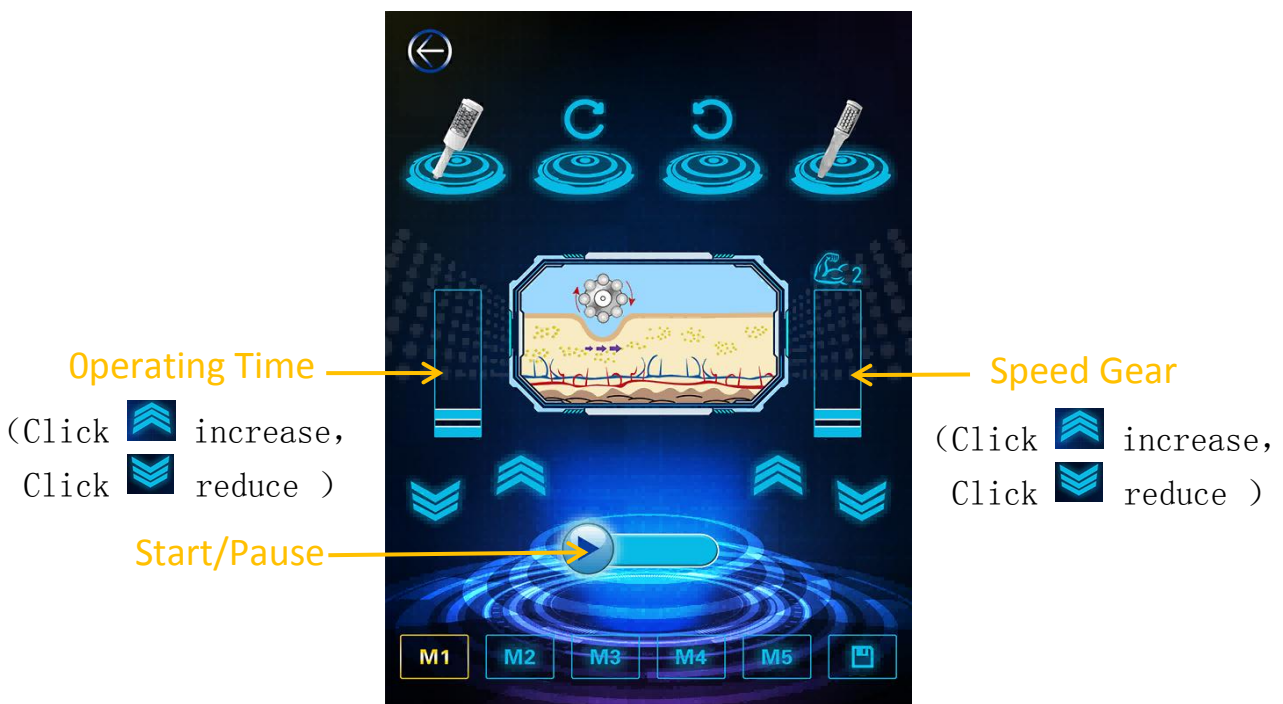 2
Operating Time
(Click increase,
Click reduce )
Speed Gear
(Click increase,
Click reduce )
Start/Pause
M1 M2 M3 M4 M5